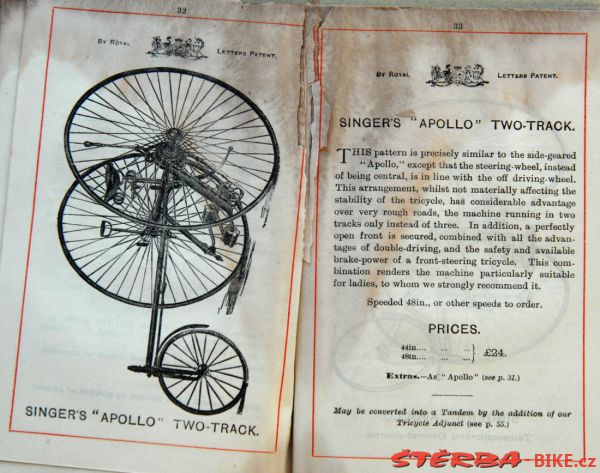 32
BY ROYAL LETTERS PATENT.
SINGER'S "APOLLO" TWO-TRACK.
2
33
BY ROYAL LETTERS PATENT.
SINGER'S "APOLLO" TWO-TRACK.
THIS pattern is precisely similar to the side-geared
"Apollo," except that the steering-wheel, instead
of being central, is in line with the off driving-wheel.
This arrangement, whilst not materially affecting the
stability of the tricycle, has considerable advantage
over very rough roads, the machine running in two
tracks only instead of three. In addition, a perfectly
open front is secured, combined with all the advan-
tages of double-driving, and the safety and available
brake-power of a front-steering tricycle. This com-
bination renders the machine particularly suitable
for ladies, to whom we strongly recommend it.
Speeded 48in., or other speeds to order.
PRICES.
44in.... ... ...
48in.... ... ... } £24.
Extras.—As "Apollo" (see p. 31.)
May be converted into a Tandem by the addition of our
Tricycle Adjunct (see p. 55.)
ŠTĚRBA-BIKE.cz